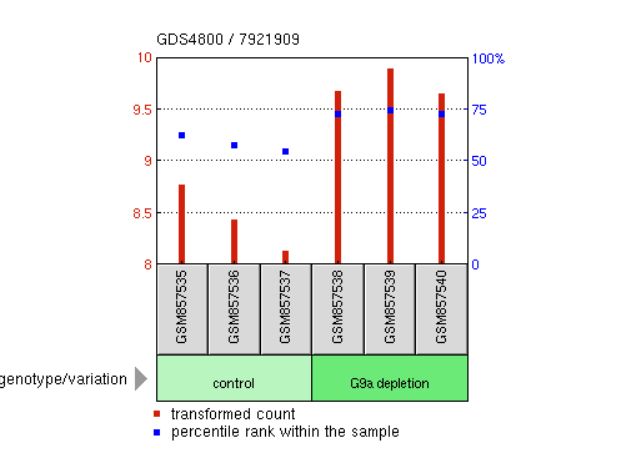 GDS4800 / 7921909
10
100%
9.5
75
9
50
8.5
25
8
0
GSM857535
GSM857536
GSM857537
GSM857538
GSM857539
GSM857540
genotype/variation
control
G9a depletion
transformed count
percentile rank within the sample